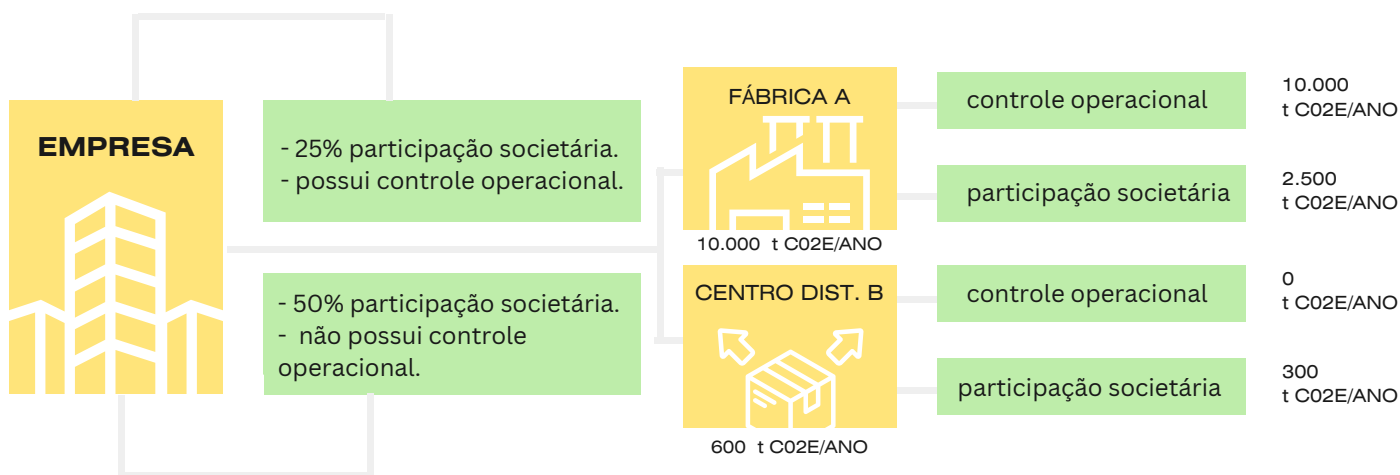 EMPRESA
- 25% participação societária.
- possui controle operacional.
- 50% participação societária.
- não possui controle
operacional.
FÁBRICA A
10.000 t C02E/ANO
controle operacional
10.000
t C02E/ANO
participação societária
2.500
t C02E/ANO
CENTRO DIST. B
600 t C02E/ANO
controle operacional
0
t C02E/ANO
participação societária
300
t C02E/ANO